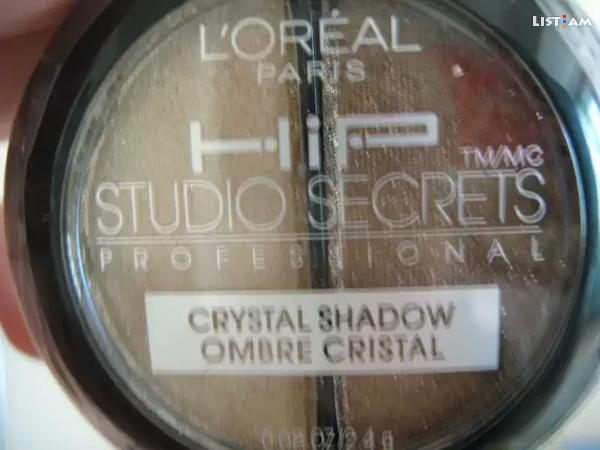 LIST.AM
L'ORÉAL
PARIS
HiP
TM/MC
STUDIO SECRETS
PROFESSIONAL
CRYSTAL SHADOW
OMBRE CRISTAL